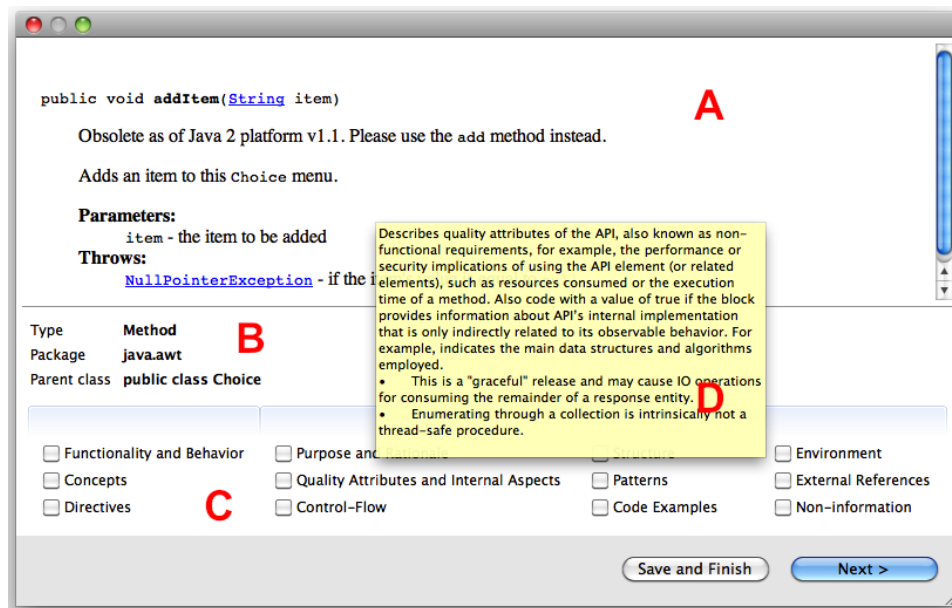 A
public void addItem(String item)
Obsolete as of Java 2 platform v1.1. Please use the add method instead.
Adds an item to this Choice menu.
Parameters:
item - the item to be added
Throws:
NullPointerException - if the i
Describes quality attributes of the API, also known as non-
functional requirements, for example, the performance or
security implications of using the API element (or related
elements), such as resources consumed or the execution
time of a method. Also code with a value of true if the block
provides information about API's internal implementation
that is only indirectly related to its observable behavior. For
example, indicates the main data structures and algorithms
employed.
• This is a "graceful" release and may cause IO operations
for consuming the remainder of a response entity.
• Enumerating through a collection is intrinsically not a
thread-safe procedure.
D
Type Method
B
Package java.awt
Parent class public class Choice
Functionality and Behavior Purpose and Rationale Structure Environment
Concepts Quality Attributes and Internal Aspects Patterns External References
Directives C Control-Flow Code Examples Non-information
Save and Finish Next >